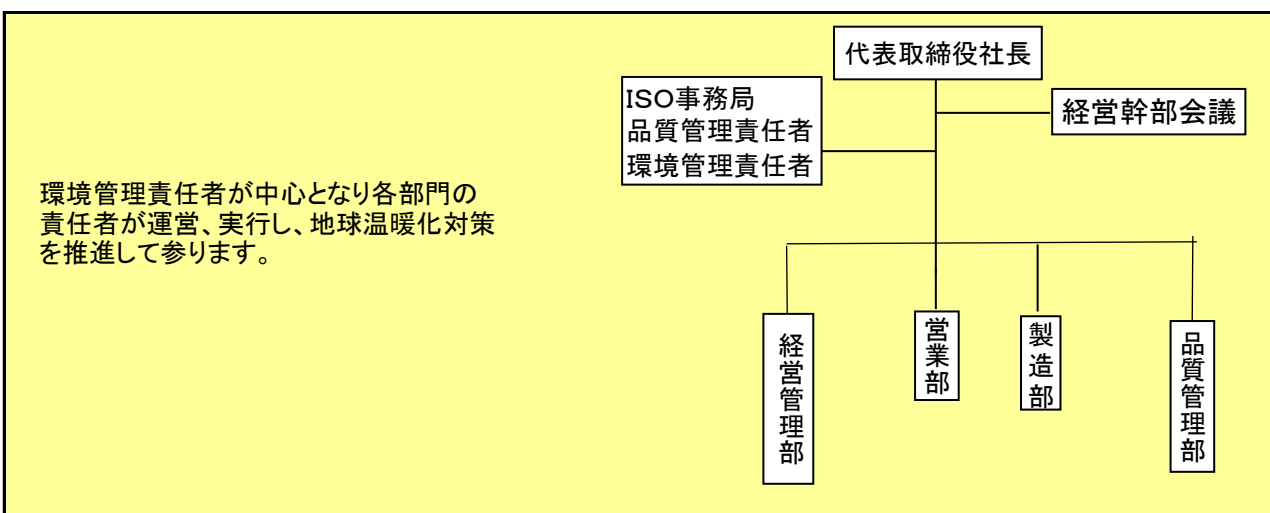 代表取締役社長
ISO事務局
品質管理責任者
環境管理責任者
経営幹部会議
環境管理責任者が中心となり各部門の
責任者が運営、実行し、地球温暖化対策
を推進して参ります。
経営管理部
営業部
製造部
品質管理部